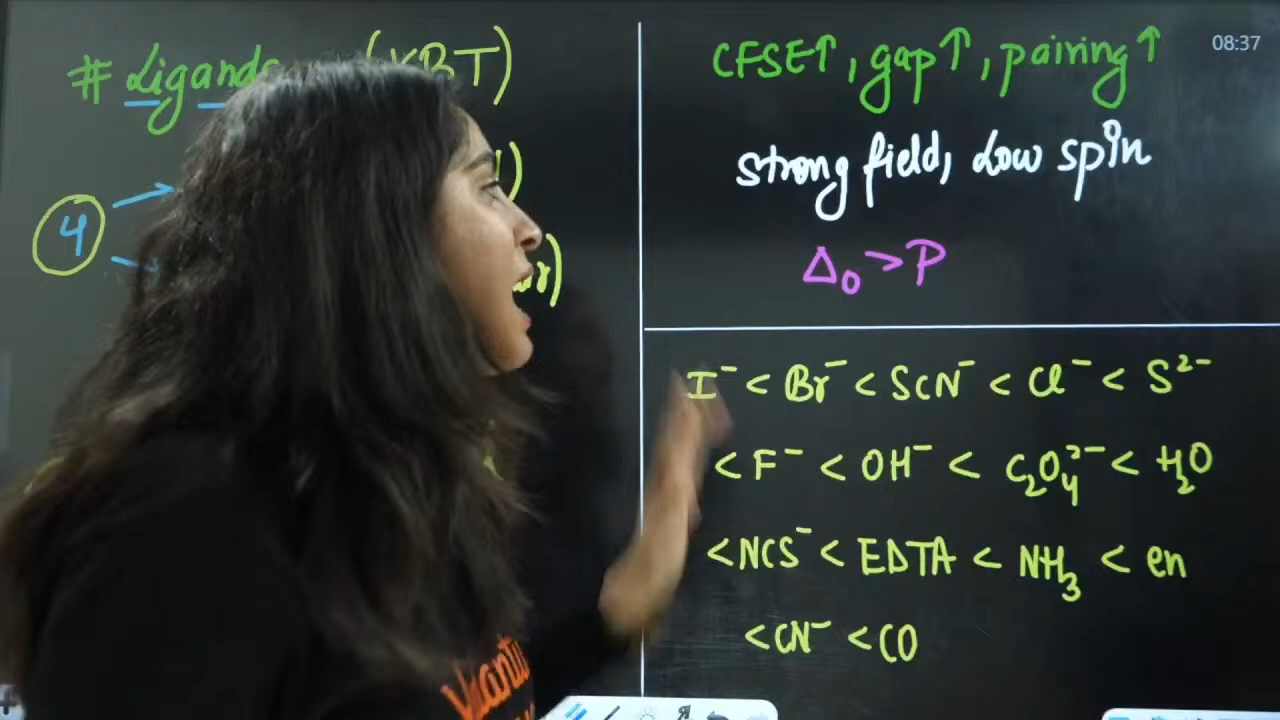 # Ligands (VBT)
4
CFSE↑, gap↑, pairing↑
08:37
strong field, Low spin
Δo > P
I⁻ < Br⁻ < SCN⁻ < Cl⁻ < S²⁻
< F⁻ < OH⁻ < C₂O₄²⁻ < H₂O
< NCS⁻ < EDTA < NH₃ < en
< CN⁻ < CO